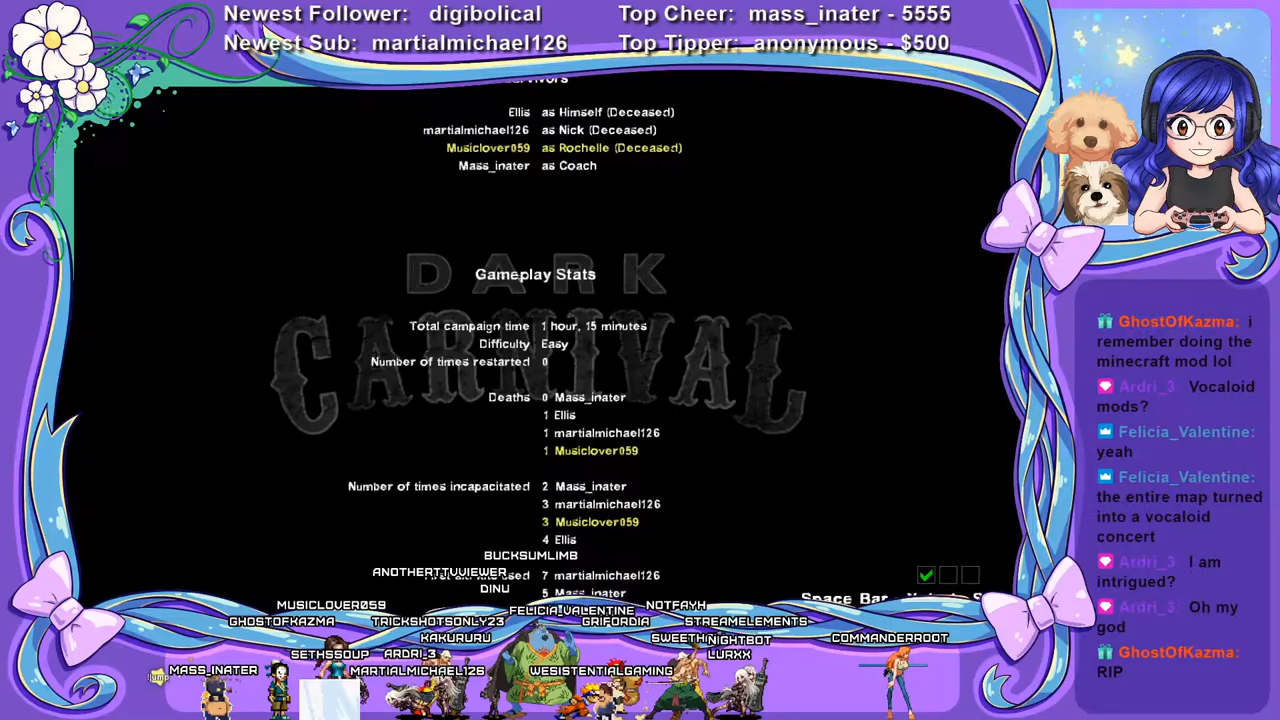 Newest Follower: digibolical
Top Cheer: mass_inater - 5555
Newest Sub: martialmichael126
Top Tipper: anonymous - $500
Ellis as Himself (Deceased)
martialmichael126 as Nick (Deceased)
Musiclover059 as Rochelle (Deceased)
Mass_inater as Coach
DARK
CARNIVAL
Gameplay Stats
Total campaign time 1 hour, 15 minutes
Difficulty Easy
Number of times restarted 0
Deaths 0 Mass_inater
1 Ellis
1 martialmichael126
1 Musiclover059
Number of times incapacitated 2 Mass_inater
3 martialmichael126
3 Musiclover059
4 Ellis
used 7 martialmichael126
5 Mass_inater
Space Bar
GhostOfKazma: i
remember doing the
minecraft mod lol
Ardri_3: Vocaloid
mods?
Felicia_Valentine:
yeah
Felicia_Valentine:
the entire map turned
into a vocaloid
concert
Ardri_3: I am
intrigued?
Ardri_3: Oh my
god
GhostOfKazma:
RIP
BUCKSUMLIMB
ANOTHERTTVVIEWER
DINU
MUSICLOVER059
FELICIA_VALENTINE
NOTFAYH
GHOSTOFKAZMA
TRICKSHOTSONLY23
GRIFORDIA
STREAMELEMENTS
KAKURURU
SWEETH
NIGHTBOT
COMMANDERROOT
SETHSSOUP
ARDRI_3
LURXX
Jump
MASS_INATER
MARTIALMICHAEL126
WESISTENTIALGAMING